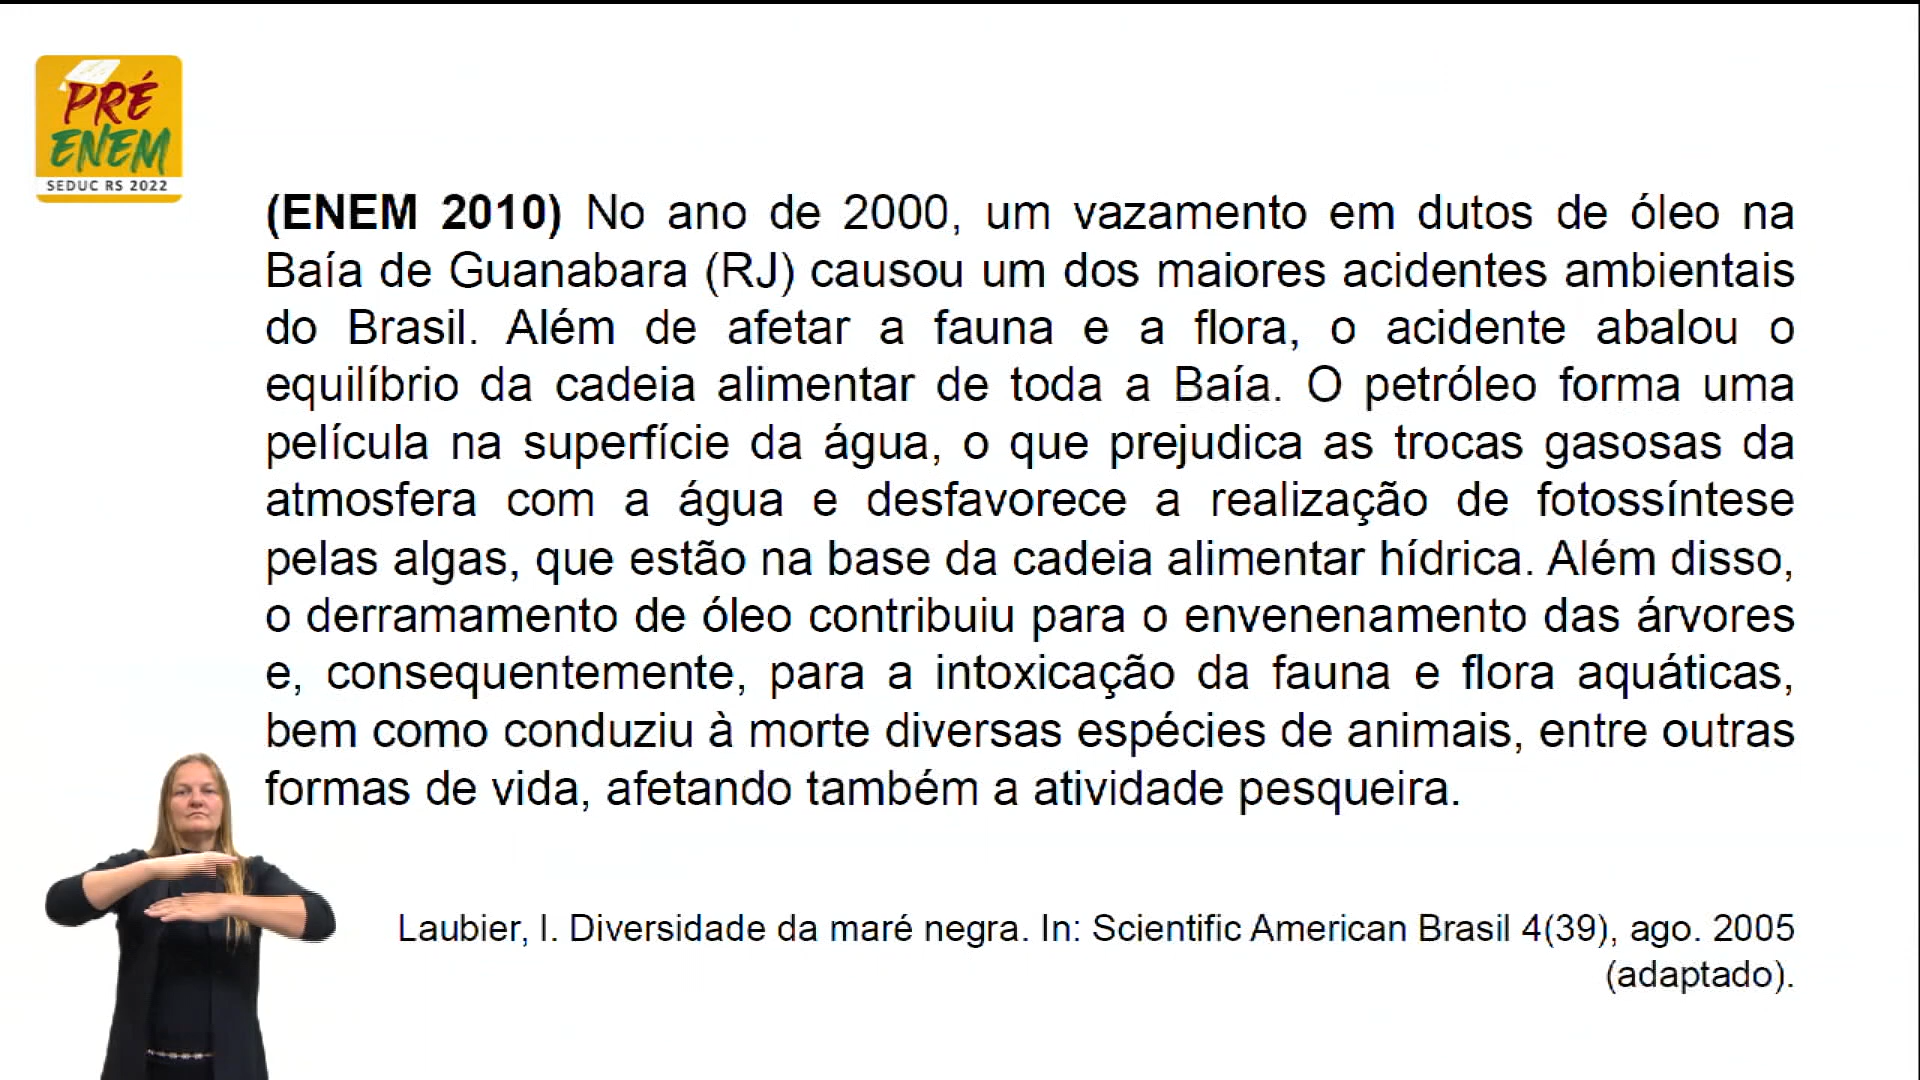 PRÉ
ENEM
SEDUC RS 2022
(ENEM 2010) No ano de 2000, um vazamento em dutos de óleo na
Baía de Guanabara (RJ) causou um dos maiores acidentes ambientais
do Brasil. Além de afetar a fauna e a flora, o acidente abalou o
equilíbrio da cadeia alimentar de toda a Baía. O petróleo forma uma
película na superfície da água, o que prejudica as trocas gasosas da
atmosfera com a água e desfavorece a realização de fotossíntese
pelas algas, que estão na base da cadeia alimentar hídrica. Além disso,
o derramamento de óleo contribuiu para o envenenamento das árvores
e, consequentemente, para a intoxicação da fauna e flora aquáticas,
bem como conduziu à morte diversas espécies de animais, entre outras
formas de vida, afetando também a atividade pesqueira.
Laubier, I. Diversidade da maré negra. In: Scientific American Brasil 4(39), ago. 2005
(adaptado).